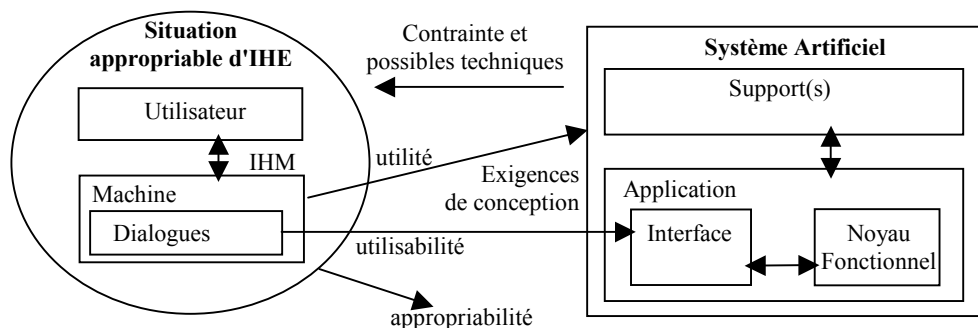 Situation
appropriable d'IHE
Utilisateur
IHM
Machine
Dialogues
Contrainte et
possibles techniques
utilité
Exigences
de conception
utilisabilité
appropriabilité
Système Artificiel
Support(s)
Application
Interface
Noyau
Fonctionnel